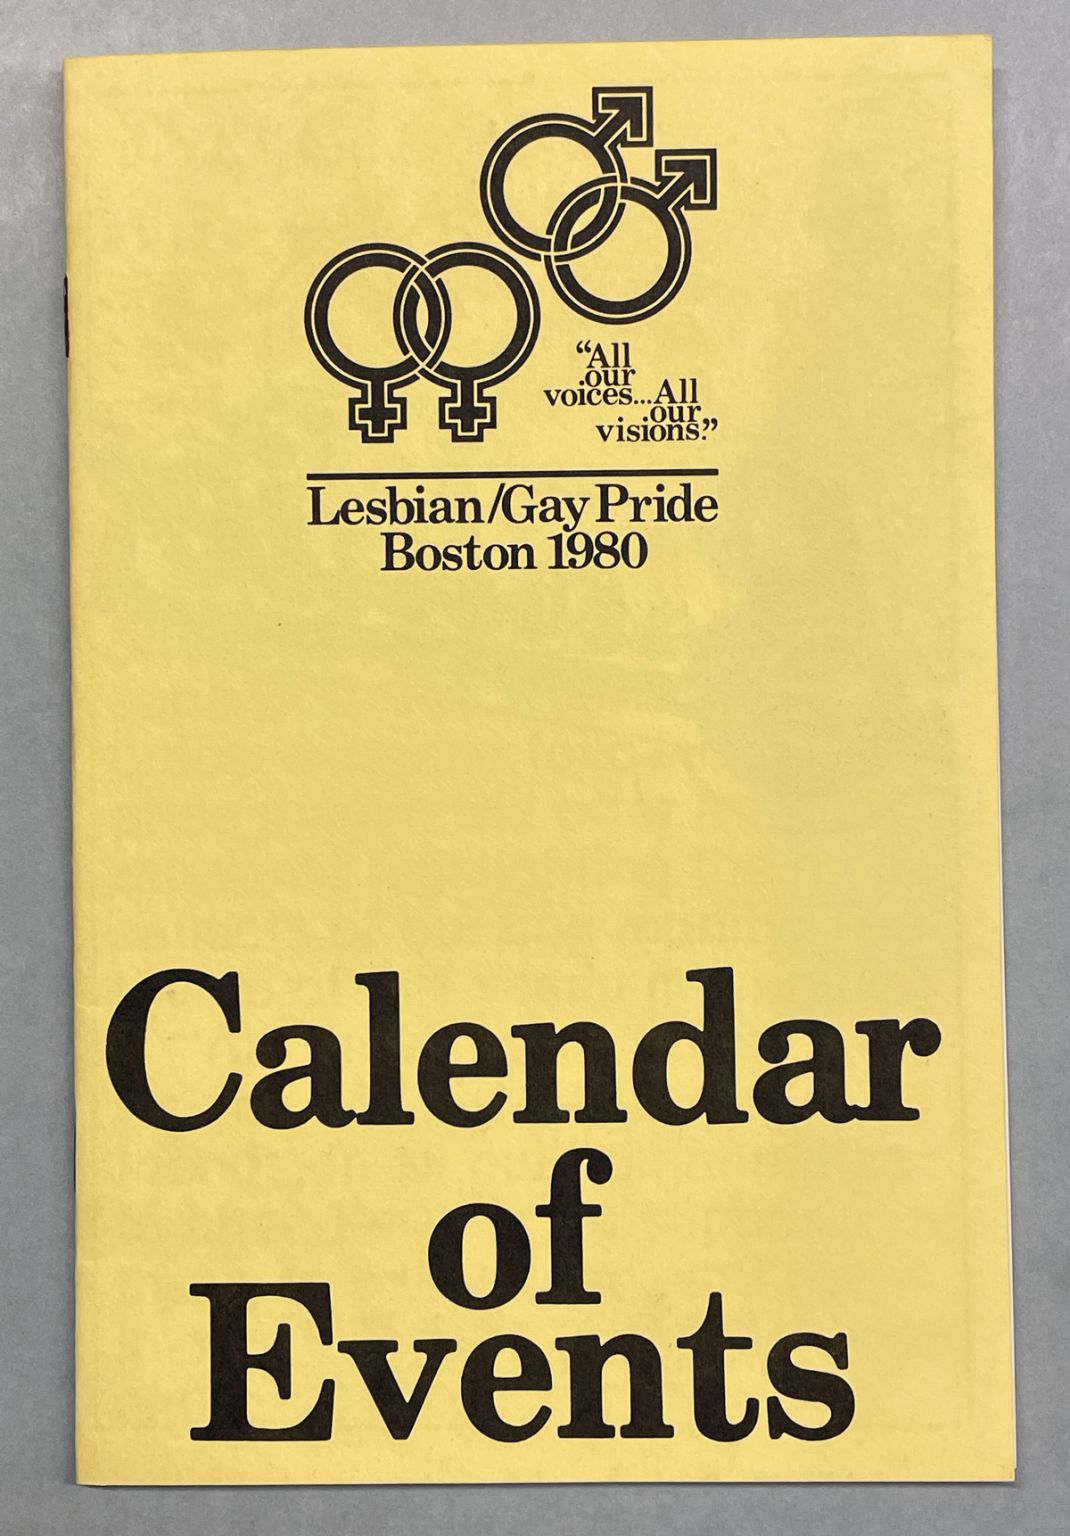 “All
our
voices...All
our
visions.”
Lesbian/Gay Pride
Boston 1980
Calendar
of
Events